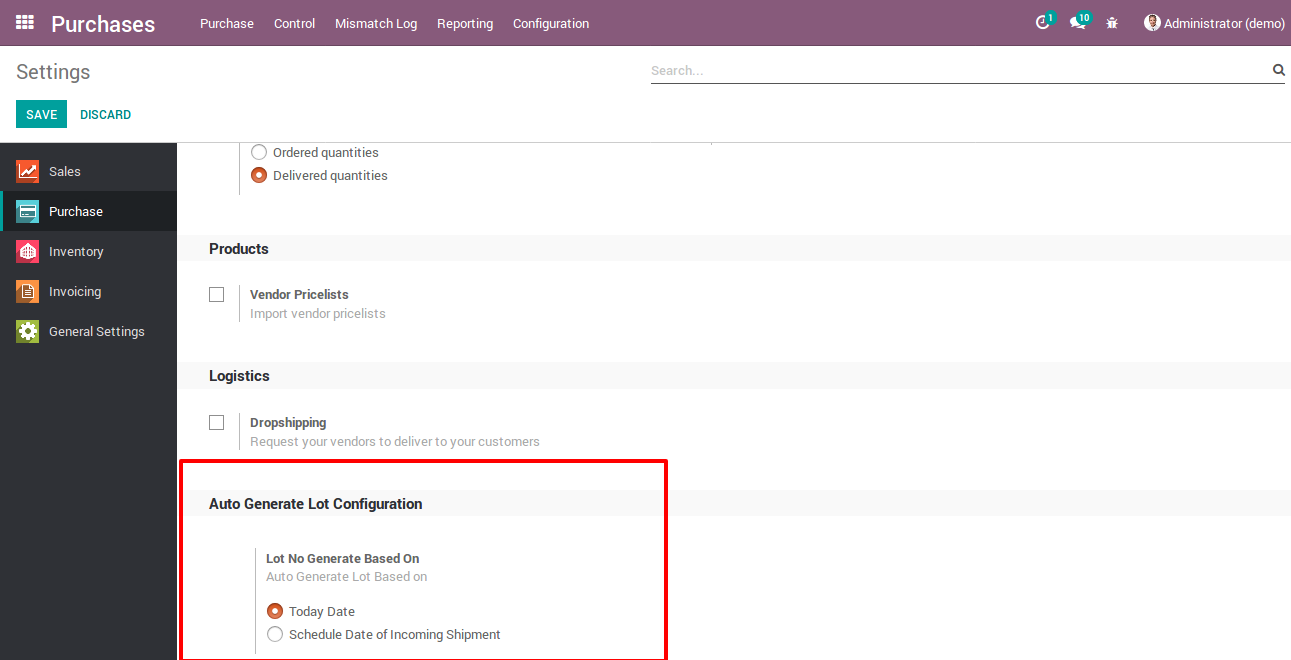 Purchases Purchase Control Mismatch Log Reporting Configuration 1 10 Administrator (demo)
Settings Search...
SAVE DISCARD
Sales
Purchase
Inventory
Invoicing
General Settings
Ordered quantities
Delivered quantities
Products
Vendor Pricelists
Import vendor pricelists
Logistics
Dropshipping
Request your vendors to deliver to your customers
Auto Generate Lot Configuration
Lot No Generate Based On
Auto Generate Lot Based on
Today Date
Schedule Date of Incoming Shipment